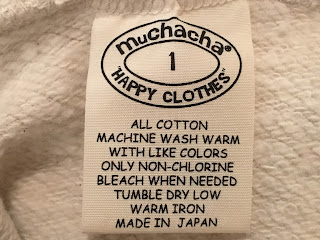 muchacha®
1
"HAPPY CLOTHES"
ALL COTTON
MACHINE WASH WARM
WITH LIKE COLORS
ONLY NON-CHLORINE
BLEACH WHEN NEEDED
TUMBLE DRY LOW
WARM IRON
MADE IN JAPAN